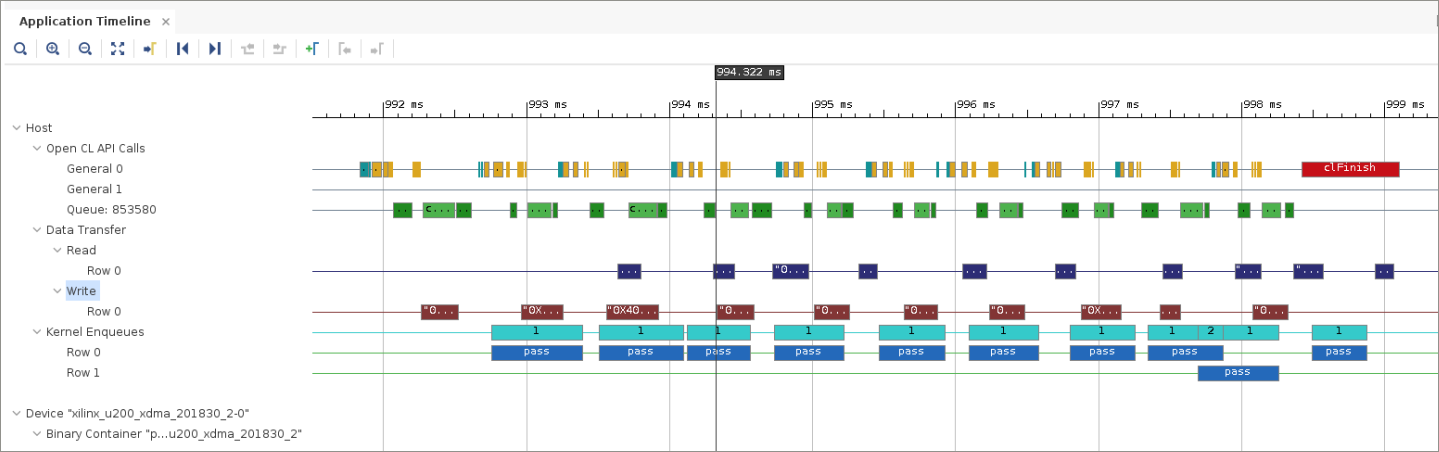 Application Timeline ×
994.322 ms
992 ms 993 ms 994 ms 995 ms 996 ms 997 ms 998 ms 999 ms
Host
Open CL API Calls
General 0 clFinish
General 1
Queue: 853580 ... c... ... . ... . ... c... . . ... ... . ... . . ... . . ... . ... . . ... . . ... .
Data Transfer
Read
Row 0 ... ... "0... ... ... ... ... "... "... ...
Write
Row 0 "0... "0X... "0X40... "0... "0... "0... "0... "0X... ... "0...
Kernel Enqueues 1 1 1 1 1 1 1 1 2 1 1
Row 0 pass pass pass pass pass pass pass pass pass
Row 1 pass
Device "xilinx_u200_xdma_201830_2-0"
Binary Container "p...u200_xdma_201830_2"